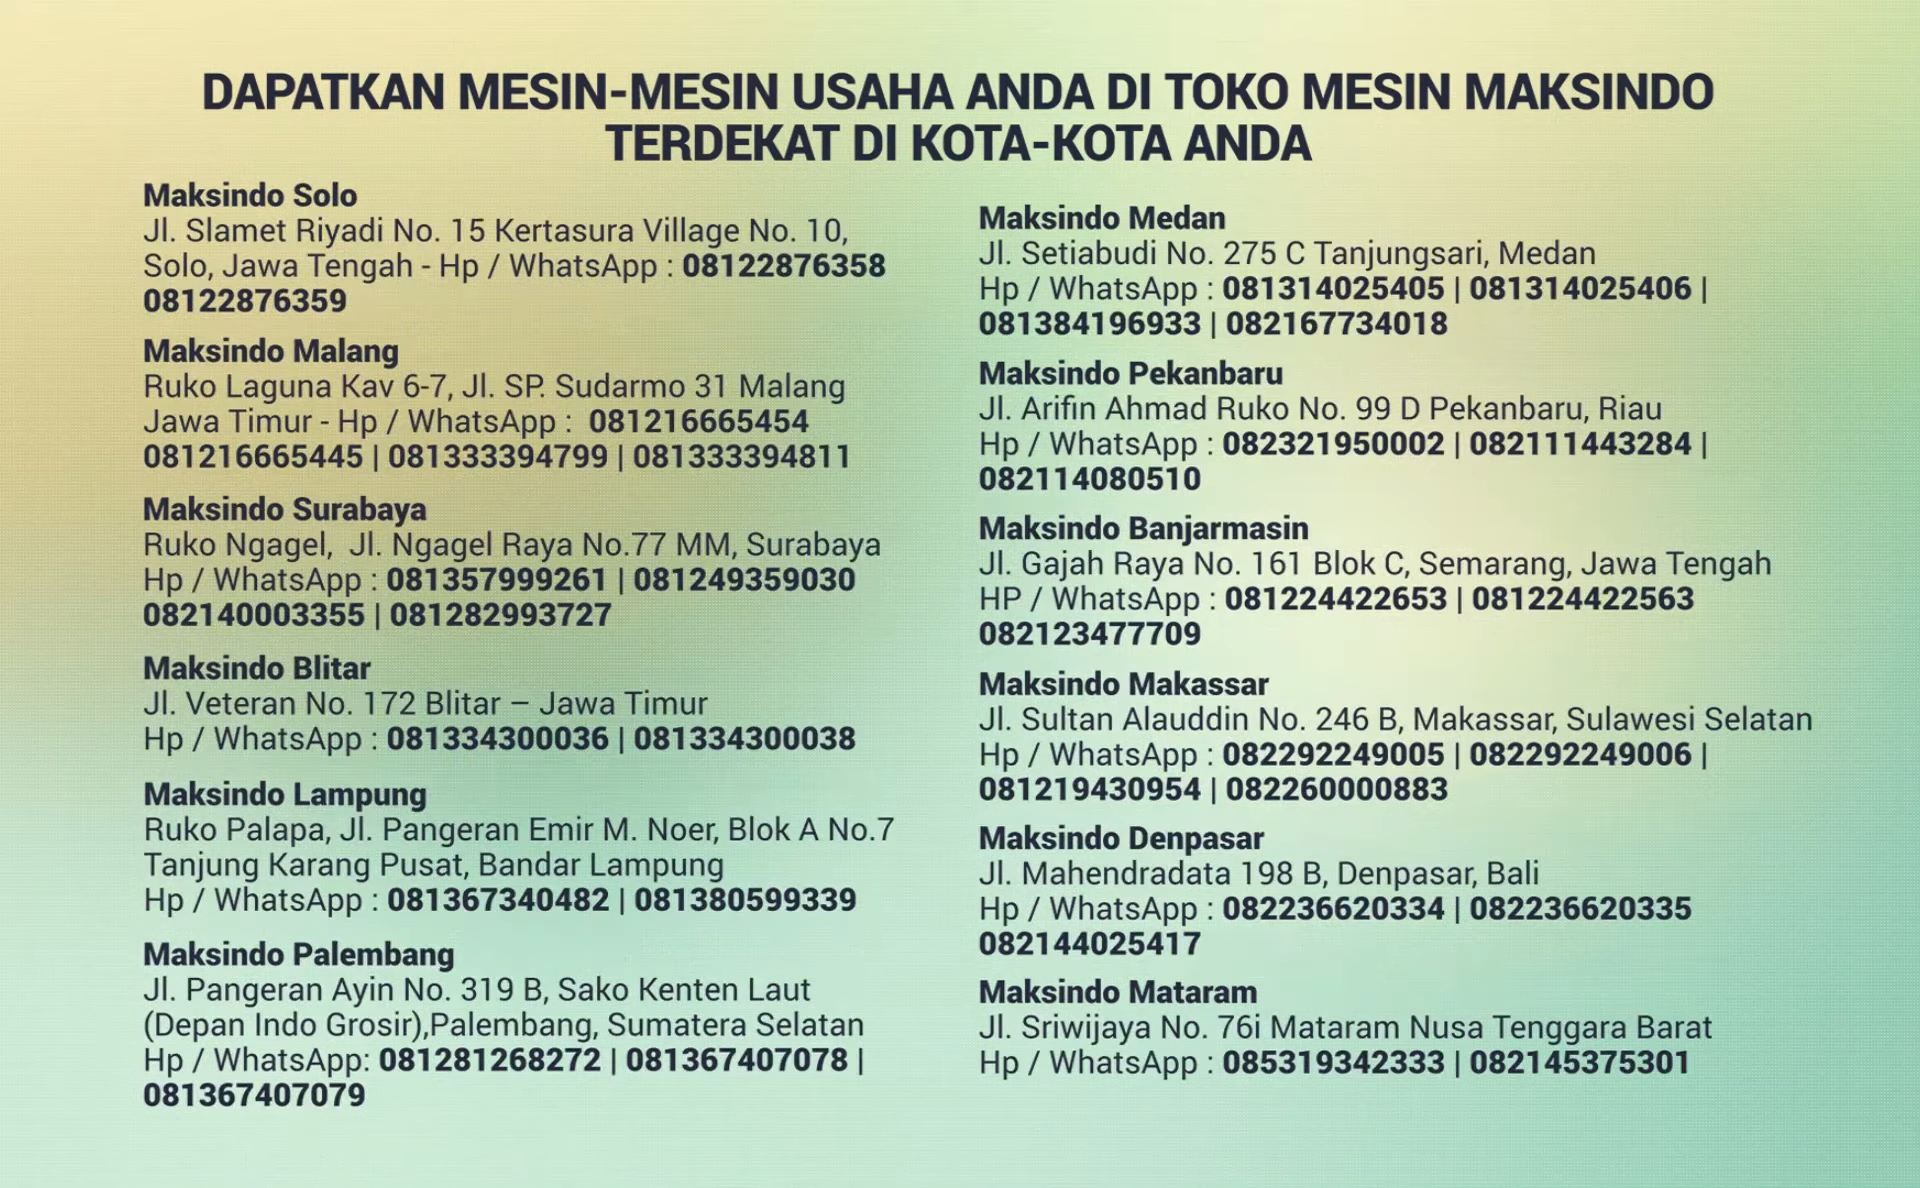 DAPATKAN MESIN-MESIN USAHA ANDA DI TOKO MESIN MAKSINDO
TERDEKAT DI KOTA-KOTA ANDA
Maksindo Solo
Jl. Slamet Riyadi No. 15 Kertasura Village No. 10,
Solo, Jawa Tengah - Hp / WhatsApp : 08122876358
08122876359
Maksindo Malang
Ruko Laguna Kav 6-7, Jl. SP. Sudarmo 31 Malang
Jawa Timur - Hp / WhatsApp : 081216665454
081216665445 | 081333394799 | 081333394811
Maksindo Surabaya
Ruko Ngagel, Jl. Ngagel Raya No.77 MM, Surabaya
Hp / WhatsApp : 081357999261 | 081249359030
082140003355 | 081282993727
Maksindo Blitar
Jl. Veteran No. 172 Blitar – Jawa Timur
Hp / WhatsApp : 081334300036 | 081334300038
Maksindo Lampung
Ruko Palapa, Jl. Pangeran Emir M. Noer, Blok A No.7
Tanjung Karang Pusat, Bandar Lampung
Hp / WhatsApp : 081367340482 | 081380599339
Maksindo Palembang
Jl. Pangeran Ayin No. 319 B, Sako Kenten Laut
(Depan Indo Grosir),Palembang, Sumatera Selatan
Hp / WhatsApp: 081281268272 | 081367407078 |
081367407079
Maksindo Medan
Jl. Setiabudi No. 275 C Tanjungsari, Medan
Hp / WhatsApp : 081314025405 | 081314025406 |
081384196933 | 082167734018
Maksindo Pekanbaru
Jl. Arifin Ahmad Ruko No. 99 D Pekanbaru, Riau
Hp / WhatsApp : 082321950002 | 082111443284 |
082114080510
Maksindo Banjarmasin
Jl. Gajah Raya No. 161 Blok C, Semarang, Jawa Tengah
HP / WhatsApp : 081224422653 | 081224422563
082123477709
Maksindo Makassar
Jl. Sultan Alauddin No. 246 B, Makassar, Sulawesi Selatan
Hp / WhatsApp : 082292249005 | 082292249006 |
081219430954 | 082260000883
Maksindo Denpasar
Jl. Mahendradata 198 B, Denpasar, Bali
Hp / WhatsApp : 082236620334 | 082236620335
082144025417
Maksindo Mataram
Jl. Sriwijaya No. 76i Mataram Nusa Tenggara Barat
Hp / WhatsApp : 085319342333 | 082145375301